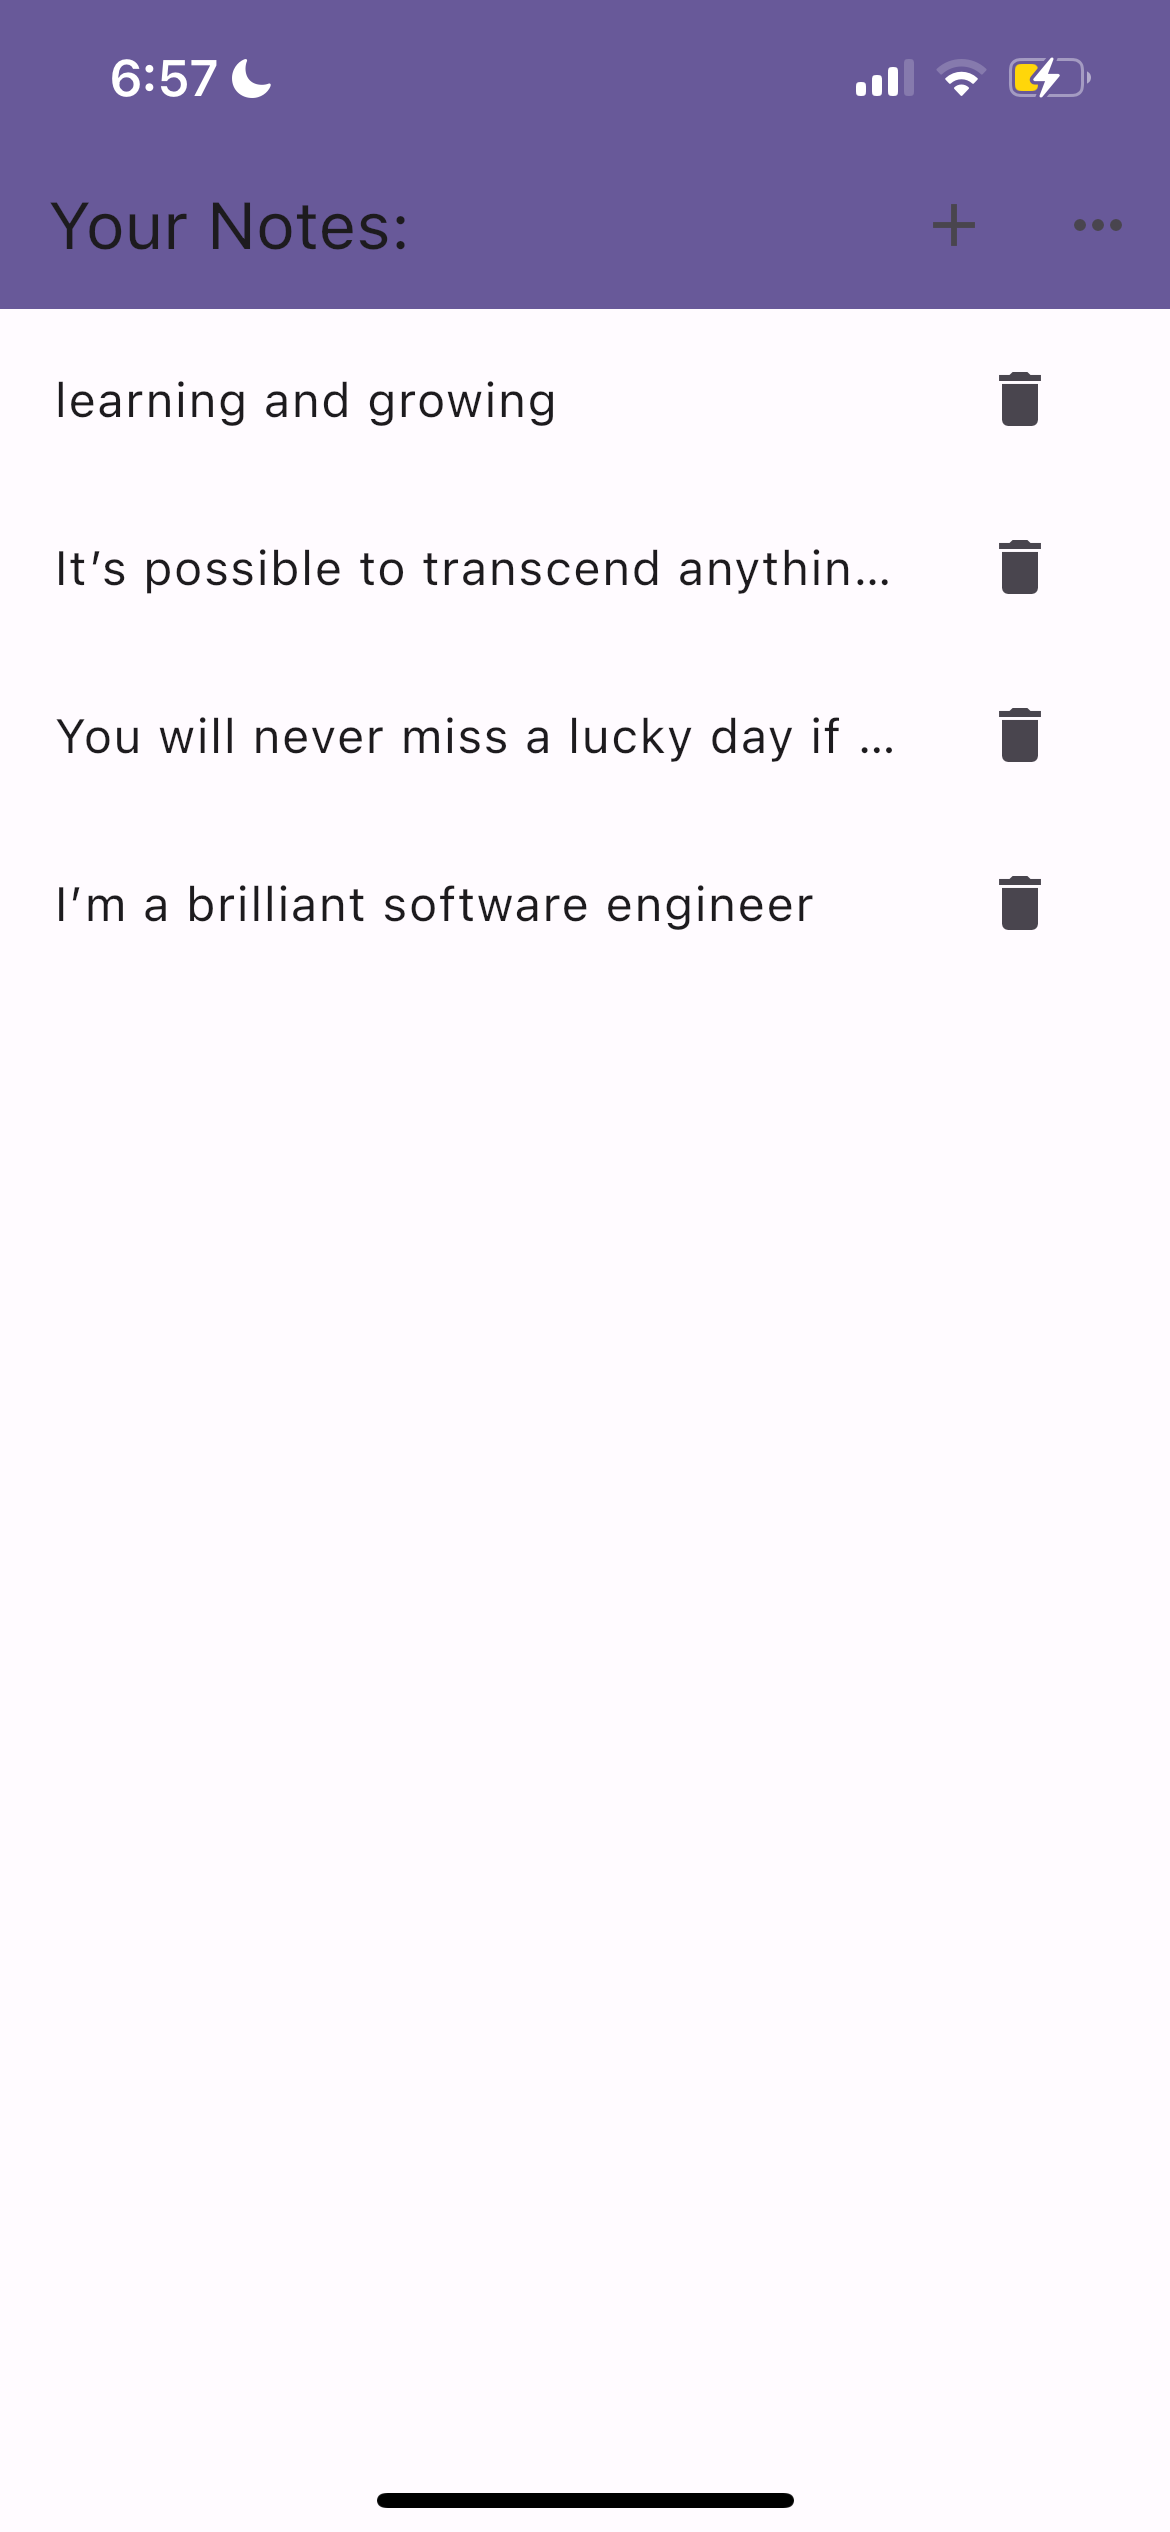 6:57
Your Notes:
learning and growing
It’s possible to transcend anythin...
You will never miss a lucky day if ...
I’m a brilliant software engineer